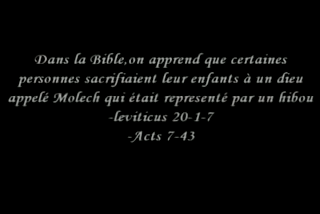 Dans la Bible,on apprend que certaines
personnes sacrifiaient leur enfants à un dieu
appelé Molech qui était representé par un hibou
-leviticus 20-1-7
-Acts 7-43